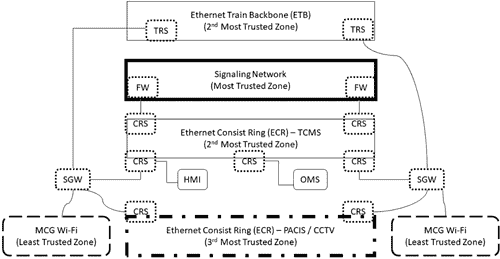 Ethernet Train Backbone (ETB)
(2nd Most Trusted Zone)
TRS
TRS
Signaling Network
(Most Trusted Zone)
FW
FW
CRS
CRS
Ethernet Consist Ring (ECR) – TCMS
(2nd Most Trusted Zone)
CRS
CRS
CRS
SGW
HMI
OMS
SGW
CRS
CRS
MCG Wi-Fi
(Least Trusted Zone)
Ethernet Consist Ring (ECR) – PACIS / CCTV
(3rd Most Trusted Zone)
MCG Wi-Fi
(Least Trusted Zone)